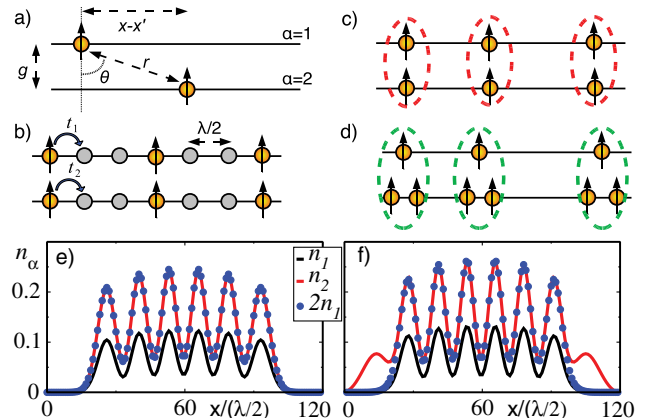 a)
x-x'
α=1
g
θ
r
α=2
b)
t1
λ/2
t2
c)
d)
nα
e)
n1
n2
2n1
f)
0.2
0.1
0
0
60
120
x/(λ/2)
0
60
120
x/(λ/2)